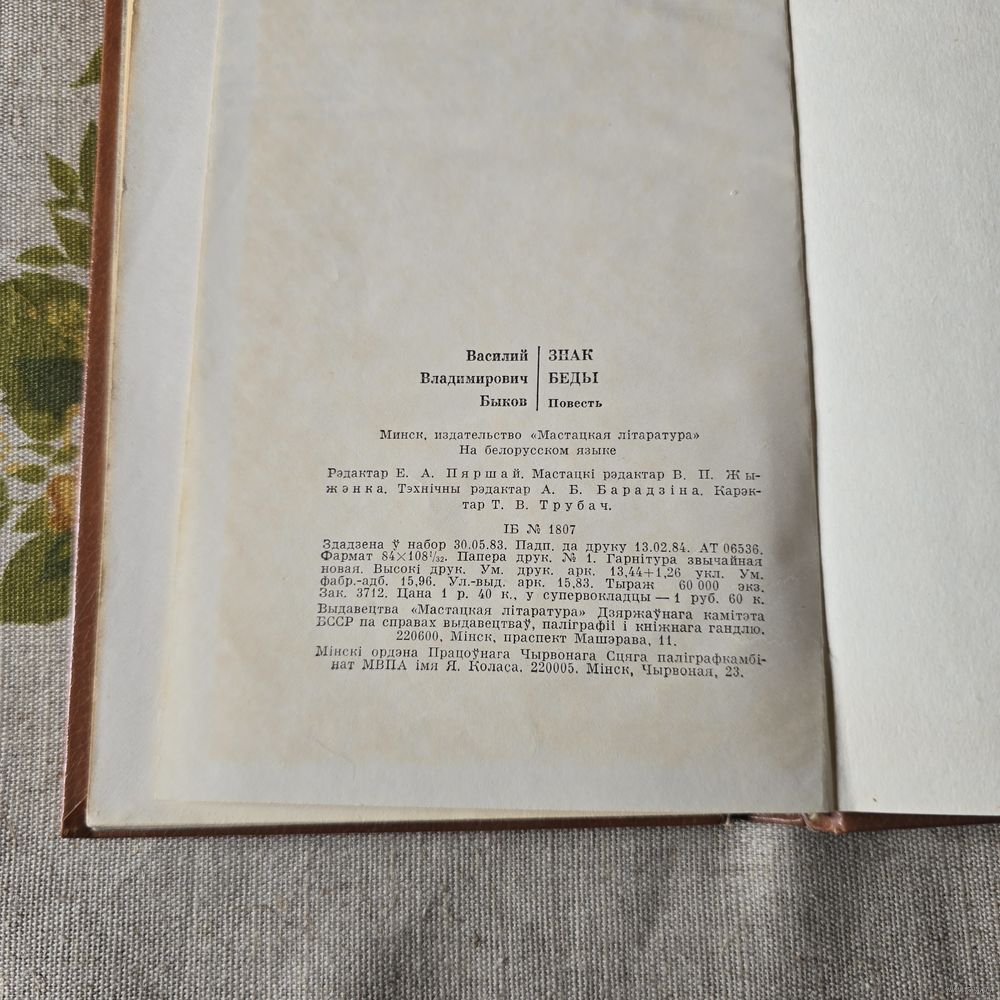 Василий | ЗНАК
Владимирович | БЕДЫ
Быков | Повесть
Минск, издательство «Мастацкая літаратура»
На белорусском языке
Рэдактар Е. А. Пяршай. Мастацкі рэдактар В. П. Жы-
жэнка. Тэхнічны рэдактар А. Б. Барадзіна. Карэк-
тар Т. В. Трубач.
ІБ № 1807
Здадзена ў набор 30.05.83. Падп. да друку 13.02.84. АТ 06536.
Фармат 84×108¹/₃₂. Папера друк. № 1. Гарнітура звычайная
новая. Высокі друк. Ум. друк. арк. 13,44+1,26 укл. Ум.
фабр.-адб. 15,96. Ул.-выд. арк. 15,83. Тыраж 60 000 экз.
Зак. 3712. Цана 1 р. 40 к., у супервокладцы — 1 руб. 60 к.
Выдавецтва «Мастацкая літаратура» Дзяржаўнага камітэта
БССР па справах выдавецтваў, паліграфіі і кніжнага гандлю.
220600, Мінск, праспект Машэрава, 11.
Мінскі ордэна Працоўнага Чырвонага Сцяга паліграфкамбі-
нат МВПА імя Я. Коласа. 220005. Мінск, Чырвоная, 23.